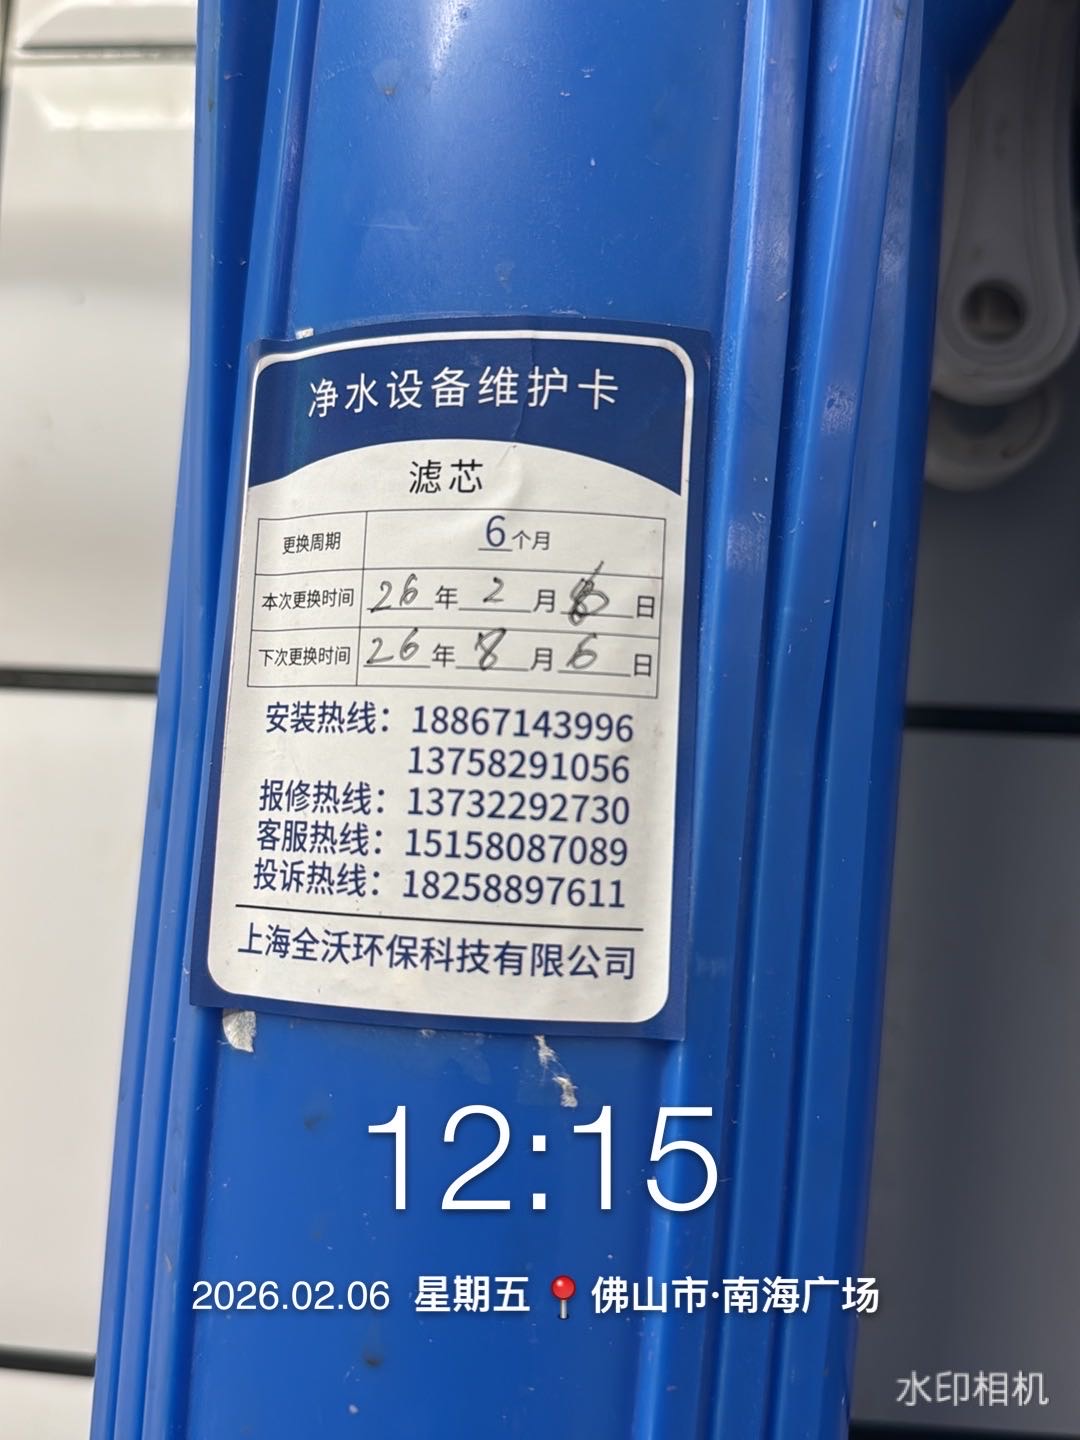 净水设备维护卡
滤芯
更换周期 6个月
本次更换时间 26年2月6日
下次更换时间 26年8月6日
安装热线：18867143996
13758291056
报修热线：13732292730
客服热线：15158087089
投诉热线：18258897611
上海全沃环保科技有限公司
12:15
2026.02.06 星期五 📍佛山市·南海广场
水印相机